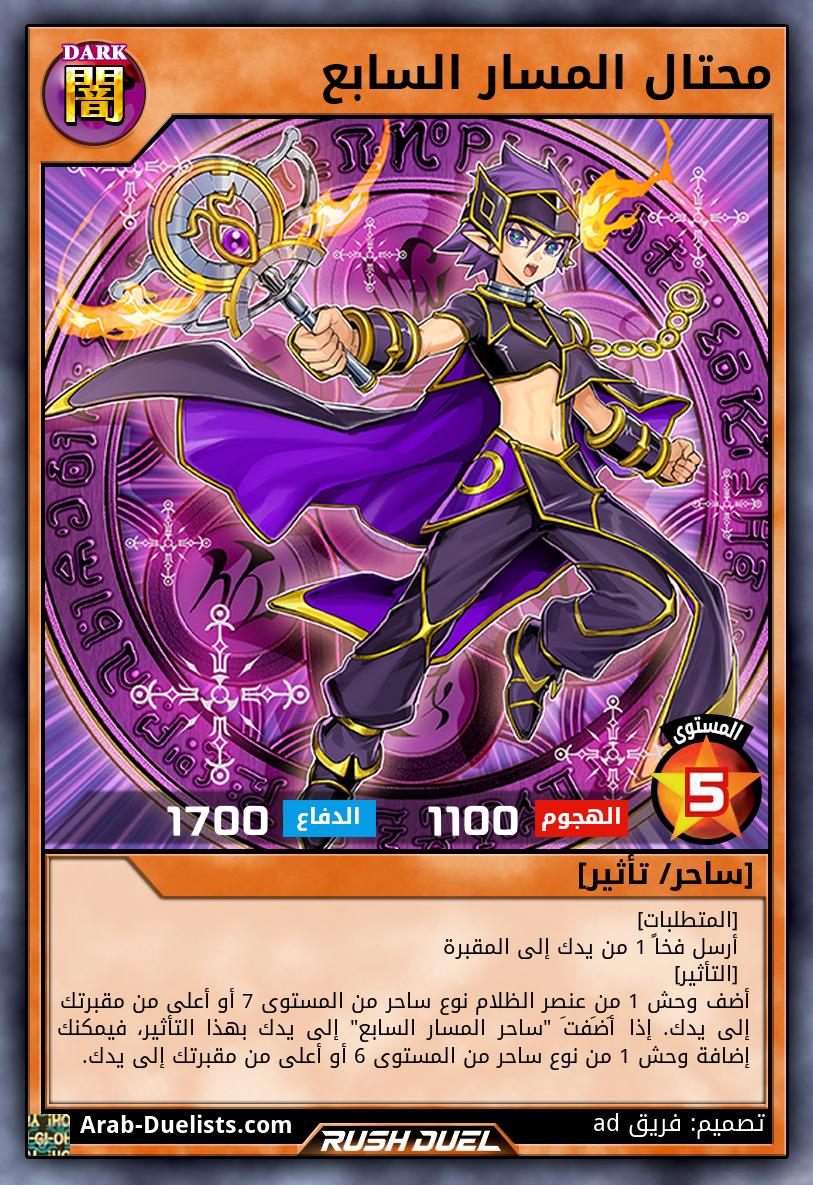 محتال المسار السابع
DARK
闇
المستوى
5
الهجوم 1100 الدفاع 1700
[ساحر/ تأثير]
[المتطلبات]
أرسل فخاً 1 من يدك إلى المقبرة
[التأثير]
أضف وحش 1 من عنصر الظلام نوع ساحر من المستوى 7 أو أعلى من مقبرتك
إلى يدك. إذا أَضَفتَ "ساحر المسار السابع" إلى يدك بهذا التأثير، فيمكنك
إضافة وحش 1 من نوع ساحر من المستوى 6 أو أعلى من مقبرتك إلى يدك.
تصميم: فريق ad
RUSH DUEL
Arab-Duelists.com